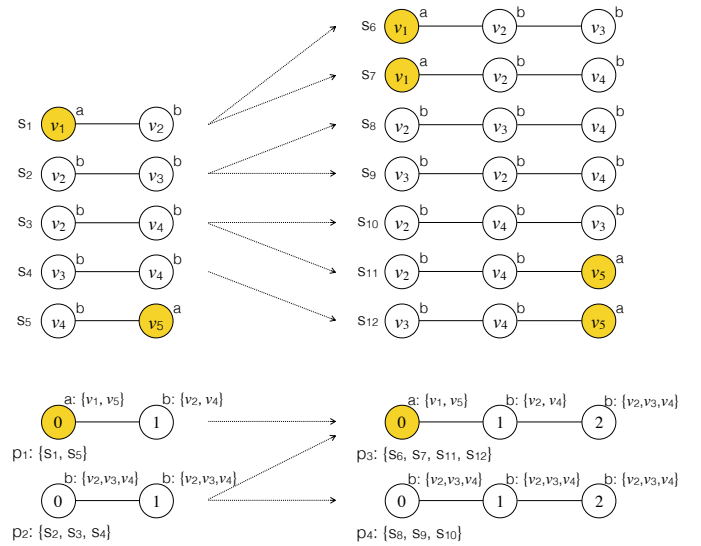 s6 v1 a v2 b v3 b
s7 v1 a v2 b v4 b
s1 v1 a v2 b
s8 v2 b v3 b v4 b
s2 v2 b v3 b
s9 v3 b v2 b v4 b
s3 v2 b v4 b
s10 v2 b v4 b v3 b
s4 v3 b v4 b
s11 v2 b v4 b v5 a
s5 v4 b v5 a
s12 v3 b v4 b v5 a
a: {v1, v5} b: {v2, v4}
0 1
p1: {s1, s5}
a: {v1, v5} b: {v2, v4} b: {v2,v3,v4}
0 1 2
p3: {s6, s7, s11, s12}
b: {v2,v3,v4} b: {v2,v3,v4}
0 1
p2: {s2, s3, s4}
b: {v2,v3,v4} b: {v2,v3,v4} b: {v2,v3,v4}
0 1 2
p4: {s8, s9, s10}